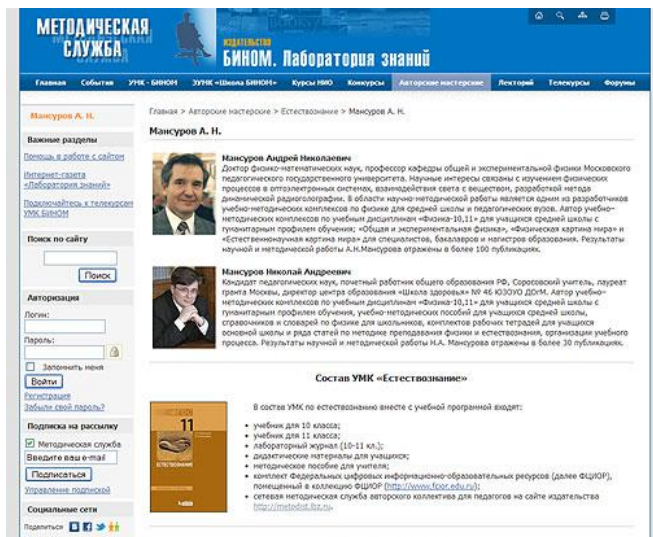 МЕТОДИЧЕСКАЯ
СЛУЖБА
ИЗДАТЕЛЬСТВО
БИНОМ. Лаборатория знаний
Главная События УМК - БИНОМ ЭУМК «Школа БИНОМ» Курсы НИО Конкурсы Авторские мастерские Лекторий Телекурсы Форумы
Мансуров А. Н.
Важные разделы
Помощь в работе с сайтом
Интернет-газета
«Лаборатория знаний»
Подключайтесь к телекурсам
УМК БИНОМ
Поиск по сайту
Поиск
Авторизация
Логин:
Пароль:
Запомнить меня
Войти
Регистрация
Забыли свой пароль?
Подписка на рассылку
Методическая служба
Введите ваш e-mail
Подписаться
Управление подпиской
Социальные сети
Поделиться
Главная > Авторские мастерские > Естествознание > Мансуров А. Н.
Мансуров А. Н.
Мансуров Андрей Николаевич
Доктор физико-математических наук, профессор кафедры общей и экспериментальной физики Московского
педагогического государственного университета. Научные интересы связаны с изучением физических
процессов в оптоэлектронных системах, взаимодействия света с веществом, разработкой метода
динамической радиоголографии. В области научно-методической работы является одним из разработчиков
учебно-методических комплексов по физике для средней школы и педагогических вузов. Автор учебно-
методических комплексов по учебным дисциплинам «Физика-10,11» для учащихся средней школы с
гуманитарным профилем обучения; «Общая и экспериментальная физика», «Физическая картина мира» и
«Естественнонаучная картина мира» для специалистов, бакалавров и магистров образования. Результаты
научной и методической работы А.Н.Мансурова отражены в более 100 публикациях.
Мансуров Николай Андреевич
Кандидат педагогических наук, почетный работник общего образования РФ, Соросовский учитель, лауреат
гранта Москвы, директор центра образования «Школа здоровья» № 46 ЮЗОУО ДОгМ. Автор учебно-
методических комплексов по учебным дисциплинам «Физика-10,11» для учащихся средней школы с
гуманитарным профилем обучения, учебно-методических пособий для учащихся средней школы,
справочников и словарей по физике для школьников, комплектов рабочих тетрадей для учащихся
основной школы и ряда статей по методике преподавания физики и естествознания, организации учебного
процесса. Результаты научной и методической работы Н.А. Мансурова отражены в более 30 публикациях.
Состав УМК «Естествознание»
11
ЕСТЕСТВОЗНАНИЕ
В состав УМК по естествознанию вместе с учебной программой входят:
• учебник для 10 класса;
• учебник для 11 класса;
• лабораторный журнал (10-11 кл.);
• дидактические материалы для учащихся;
• методическое пособие для учителя;
• комплект Федеральных цифровых информационно-образовательных ресурсов (далее ФЦИОР),
помещенный в коллекцию ФЦИОР (http://www.fcior.edu.ru);
• сетевая методическая служба авторского коллектива для педагогов на сайте издательства
http://metodist.lbz.ru.